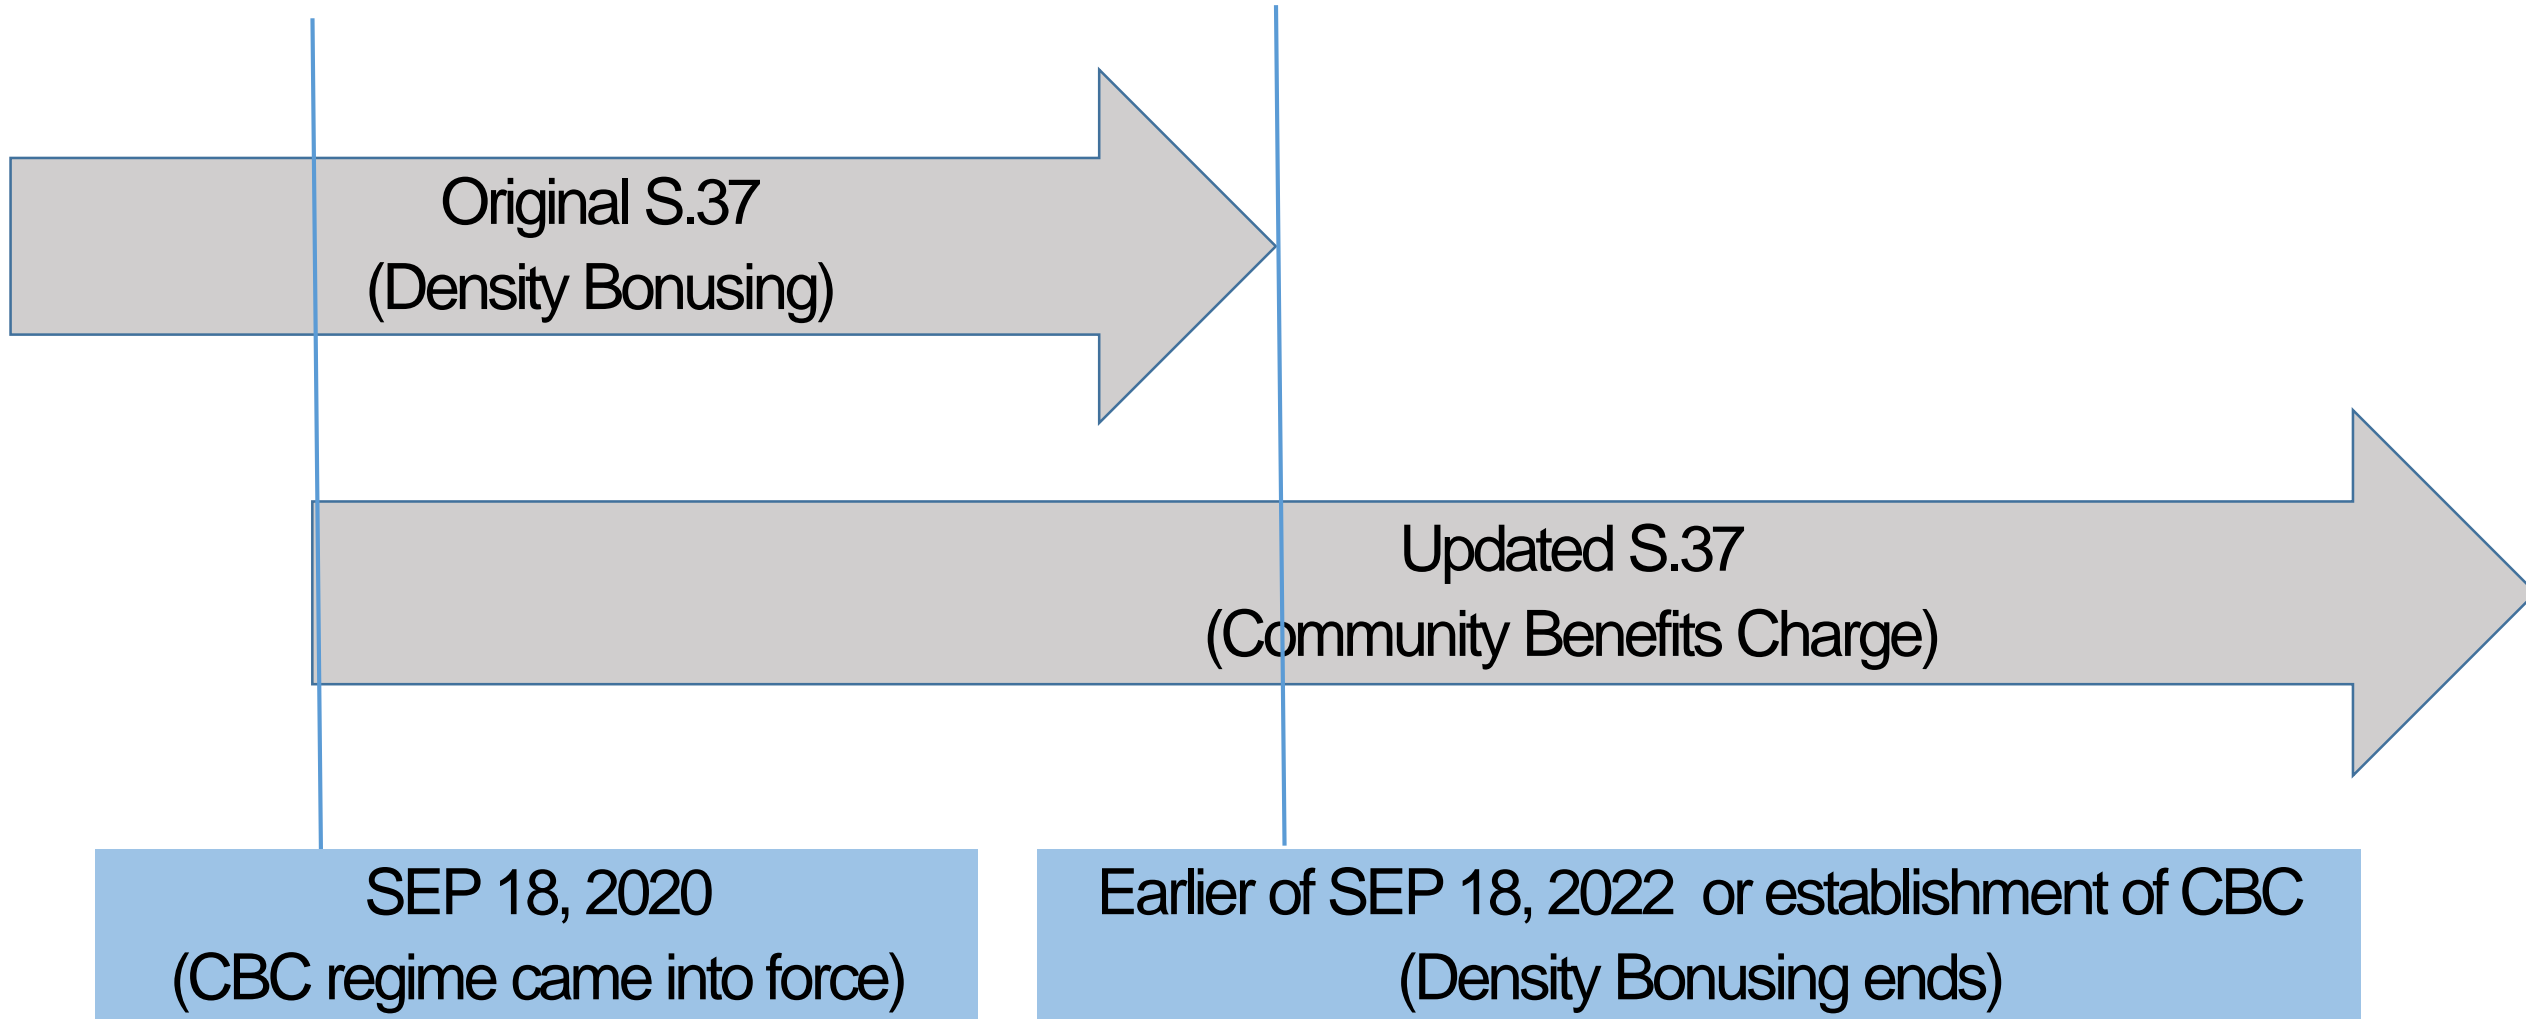 Original S.37
(Density Bonusing)
Updated S.37
(Community Benefits Charge)
SEP 18, 2020
(CBC regime came into force)
Earlier of SEP 18, 2022 or establishment of CBC
(Density Bonusing ends)